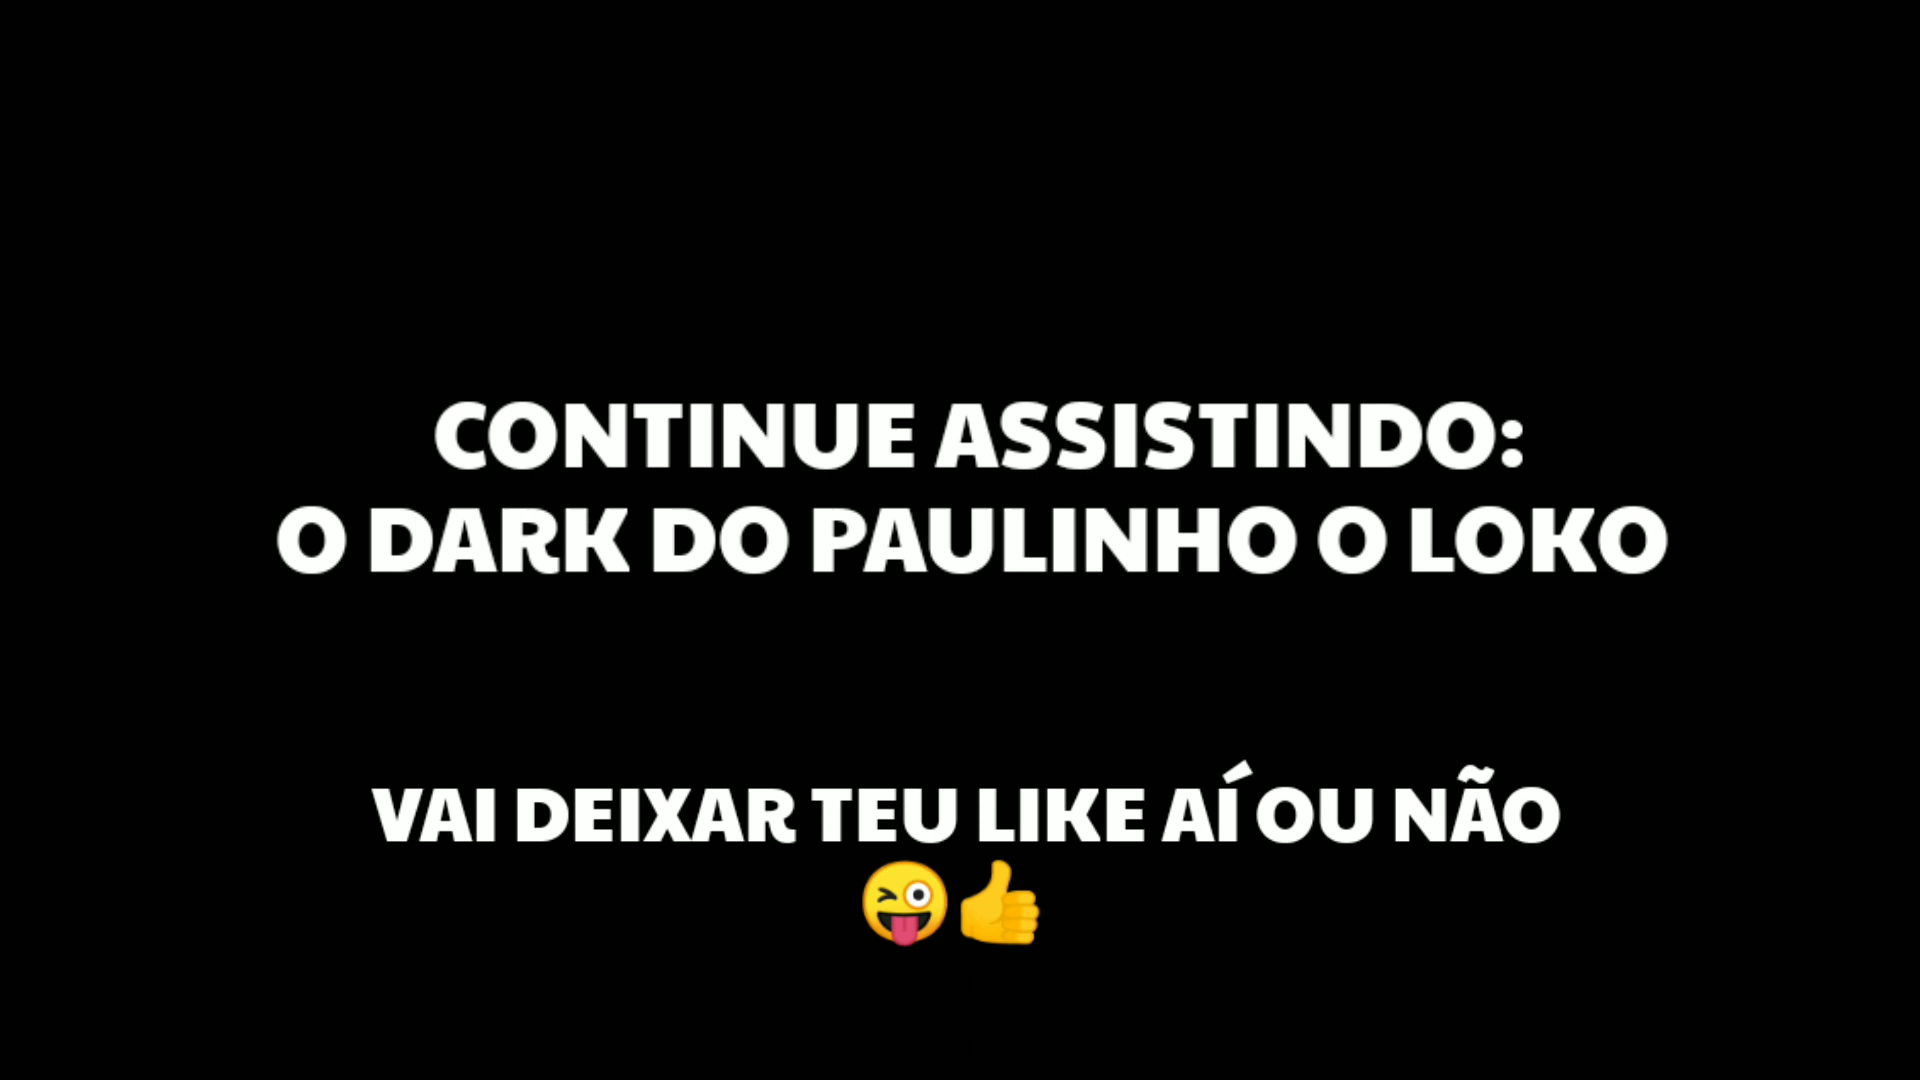 CONTINUE ASSISTINDO:
O DARK DO PAULINHO O LOKO
VAI DEIXAR TEU LIKE AÍ OU NÃO
😜👍